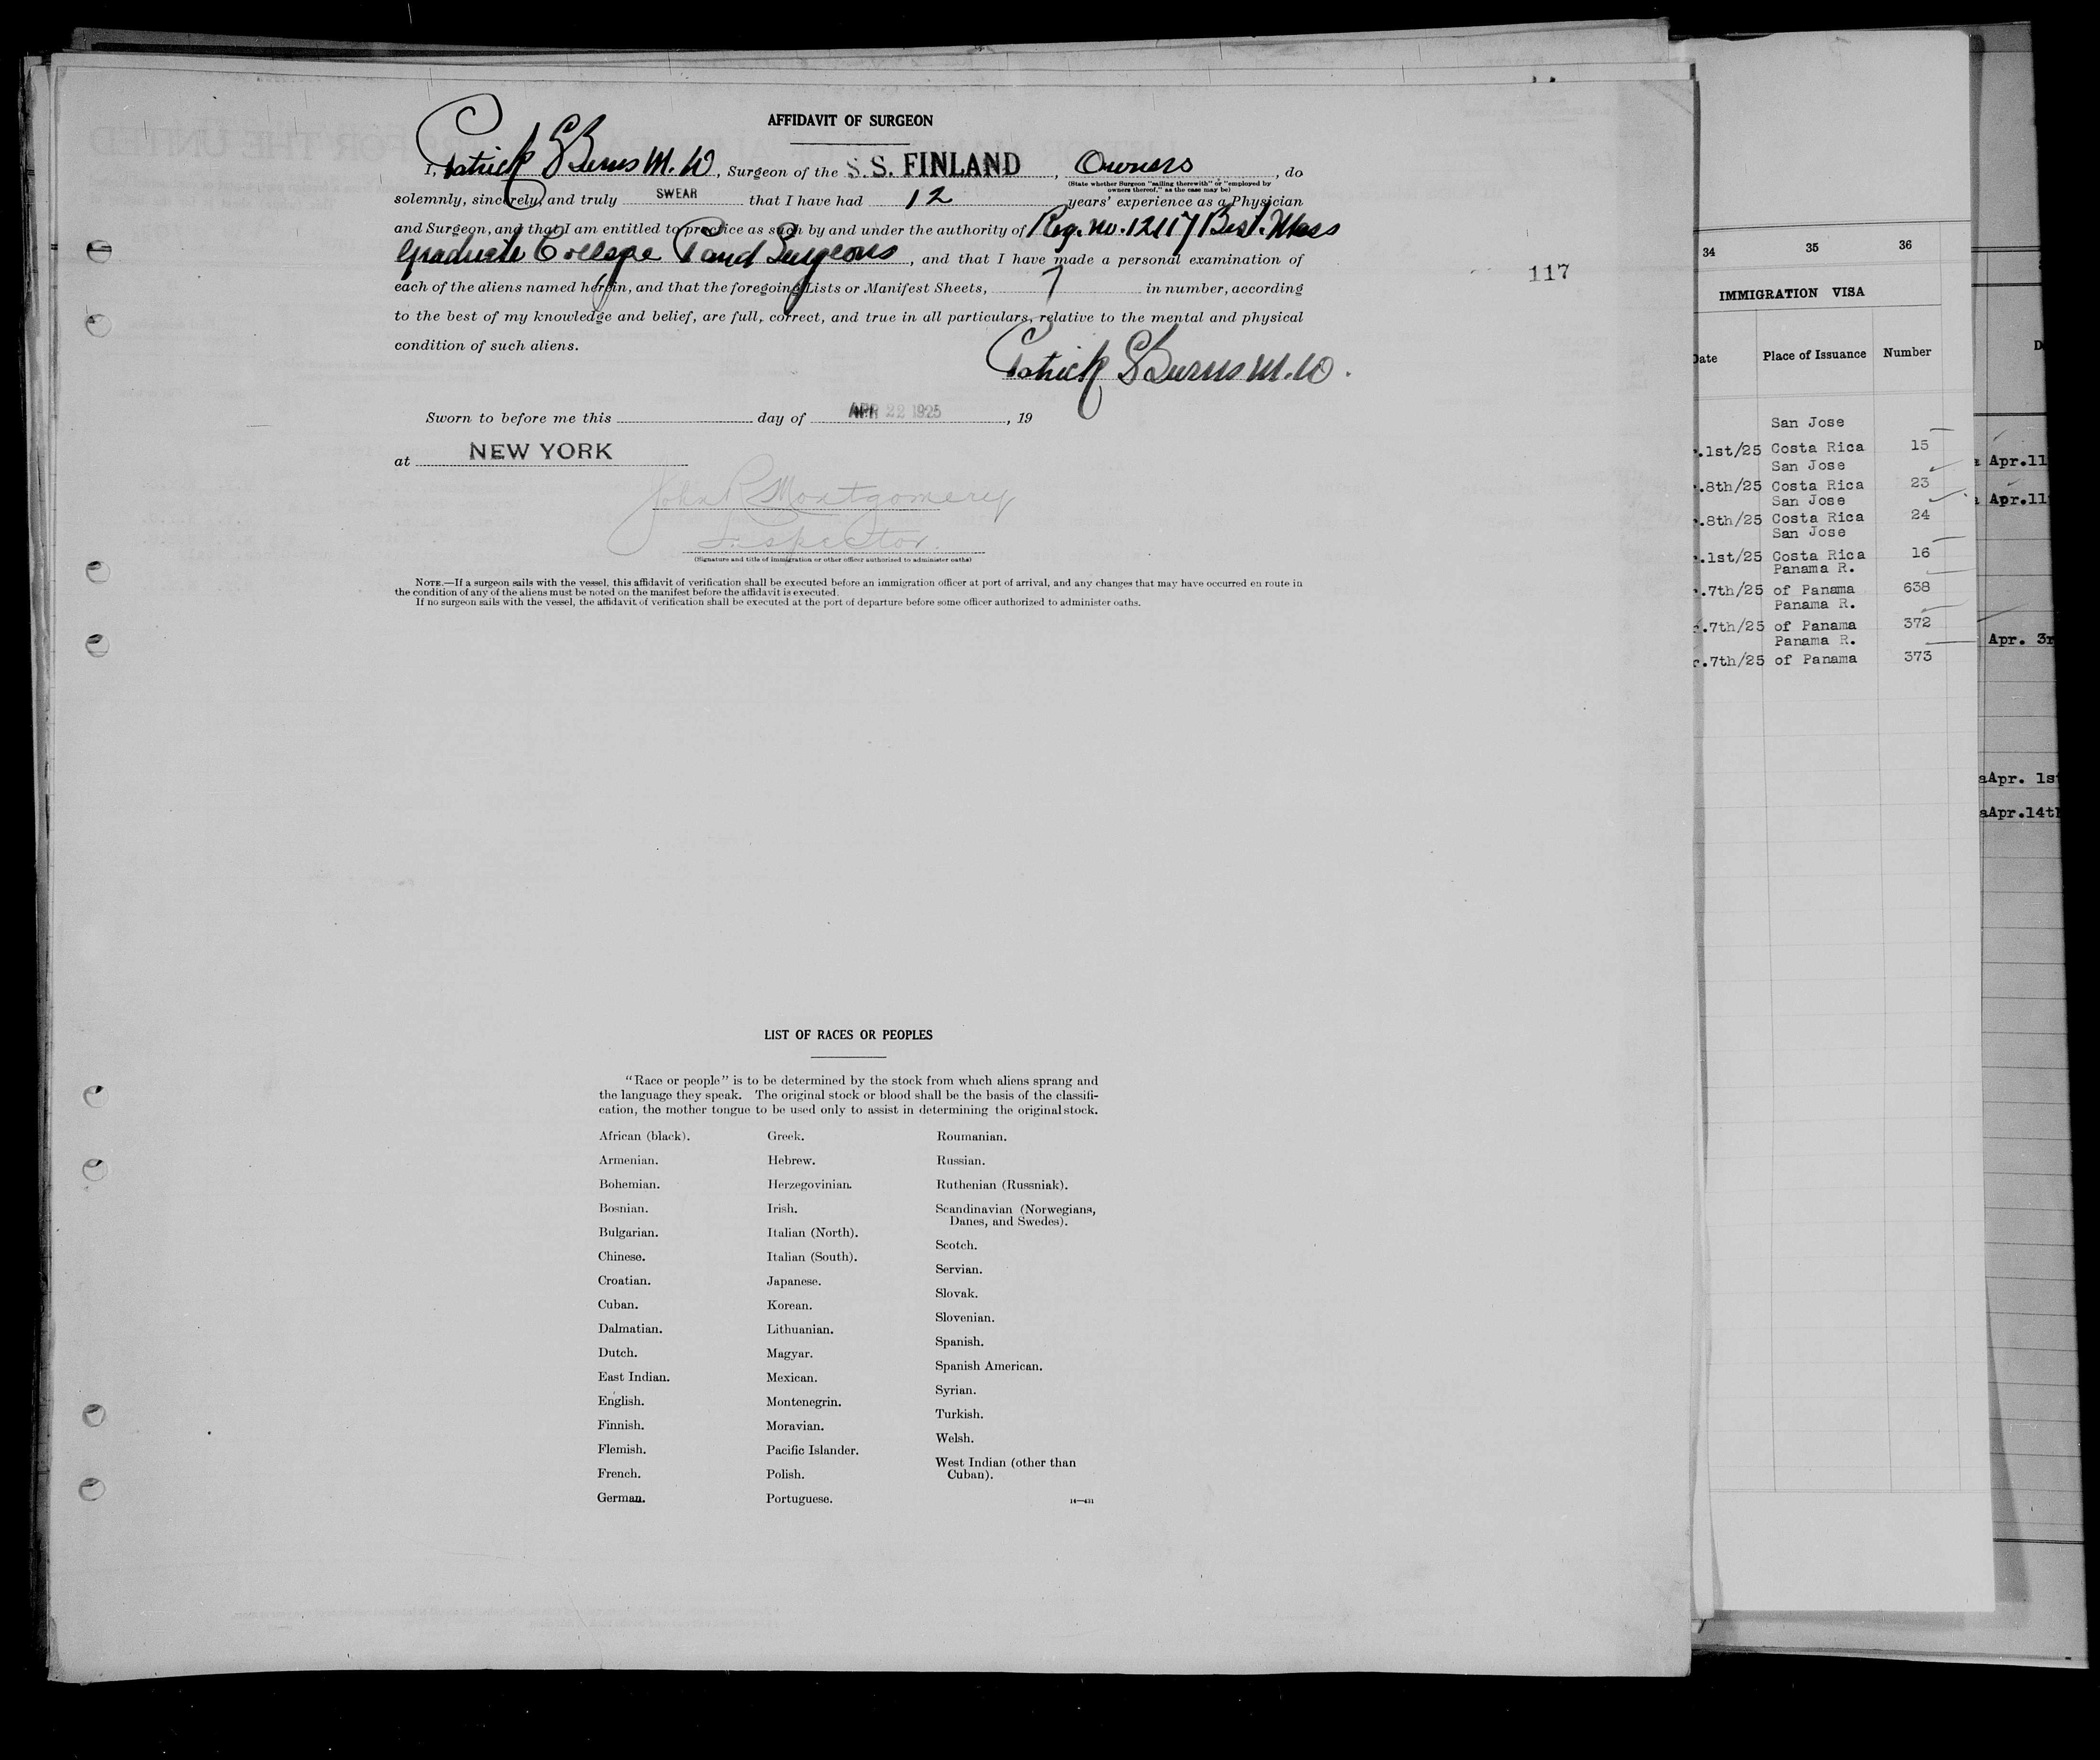 AFFIDAVIT OF SURGEON
I, Patrick S Burns M.D., Surgeon of the S.S. FINLAND, Owners, do
(State whether Surgeon "sailing therewith" or "employed by
owners thereof," as the case may be)
solemnly, sincerely, and truly SWEAR that I have had 12 years' experience as a Physician
and Surgeon, and that I am entitled to practice as such by and under the authority of Reg. no. 12117 Bost. Mass
Graduate College P and Surgeons, and that I have made a personal examination of
each of the aliens named herein, and that the foregoing Lists or Manifest Sheets, 7 in number, according
to the best of my knowledge and belief, are full, correct, and true in all particulars, relative to the mental and physical
condition of such aliens.
Patrick S Burns M.D.
Sworn to before me this day of APR 22 1925, 19
at NEW YORK
John R Montgomery
Inspector.
(Signature and title of immigration or other officer authorized to administer oaths)
NOTE.—If a surgeon sails with the vessel, this affidavit of verification shall be executed before an immigration officer at port of arrival, and any changes that may have occurred en route in
the condition of any of the aliens must be noted on the manifest before the affidavit is executed.
If no surgeon sails with the vessel, the affidavit of verification shall be executed at the port of departure before some officer authorized to administer oaths.
117
LIST OF RACES OR PEOPLES
"Race or people" is to be determined by the stock from which aliens sprang and
the language they speak. The original stock or blood shall be the basis of the classifi-
cation, the mother tongue to be used only to assist in determining the original stock.
African (black).
Armenian.
Bohemian.
Bosnian.
Bulgarian.
Chinese.
Croatian.
Cuban.
Dalmatian.
Dutch.
East Indian.
English.
Finnish.
Flemish.
French.
German.
Greek.
Hebrew.
Herzegovinian.
Irish.
Italian (North).
Italian (South).
Japanese.
Korean.
Lithuanian.
Magyar.
Mexican.
Montenegrin.
Moravian.
Pacific Islander.
Polish.
Portuguese.
Roumanian.
Russian.
Ruthenian (Russniak).
Scandinavian (Norwegians,
Danes, and Swedes).
Scotch.
Servian.
Slovak.
Slovenian.
Spanish.
Spanish American.
Syrian.
Turkish.
Welsh.
West Indian (other than
Cuban).
14—431
34 35 36
IMMIGRATION VISA
Date Place of Issuance Number
San Jose
.1st/25 Costa Rica 15
San Jose
.8th/25 Costa Rica 23
San Jose
.8th/25 Costa Rica 24
San Jose
.1st/25 Costa Rica 16
Panama R.
.7th/25 of Panama 638
Panama R.
.7th/25 of Panama 372
Panama R.
.7th/25 of Panama 373
Apr.11
Apr.11
Apr. 3r
aApr. 1st
aApr.14th